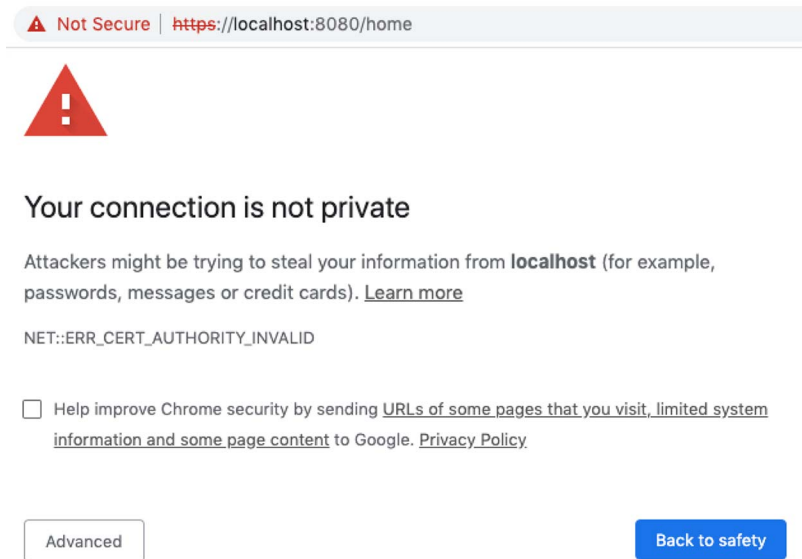 Not Secure | https://localhost:8080/home
Your connection is not private
Attackers might be trying to steal your information from localhost (for example,
passwords, messages or credit cards). Learn more
NET::ERR_CERT_AUTHORITY_INVALID
Help improve Chrome security by sending URLs of some pages that you visit, limited system
information and some page content to Google. Privacy Policy
Advanced
Back to safety